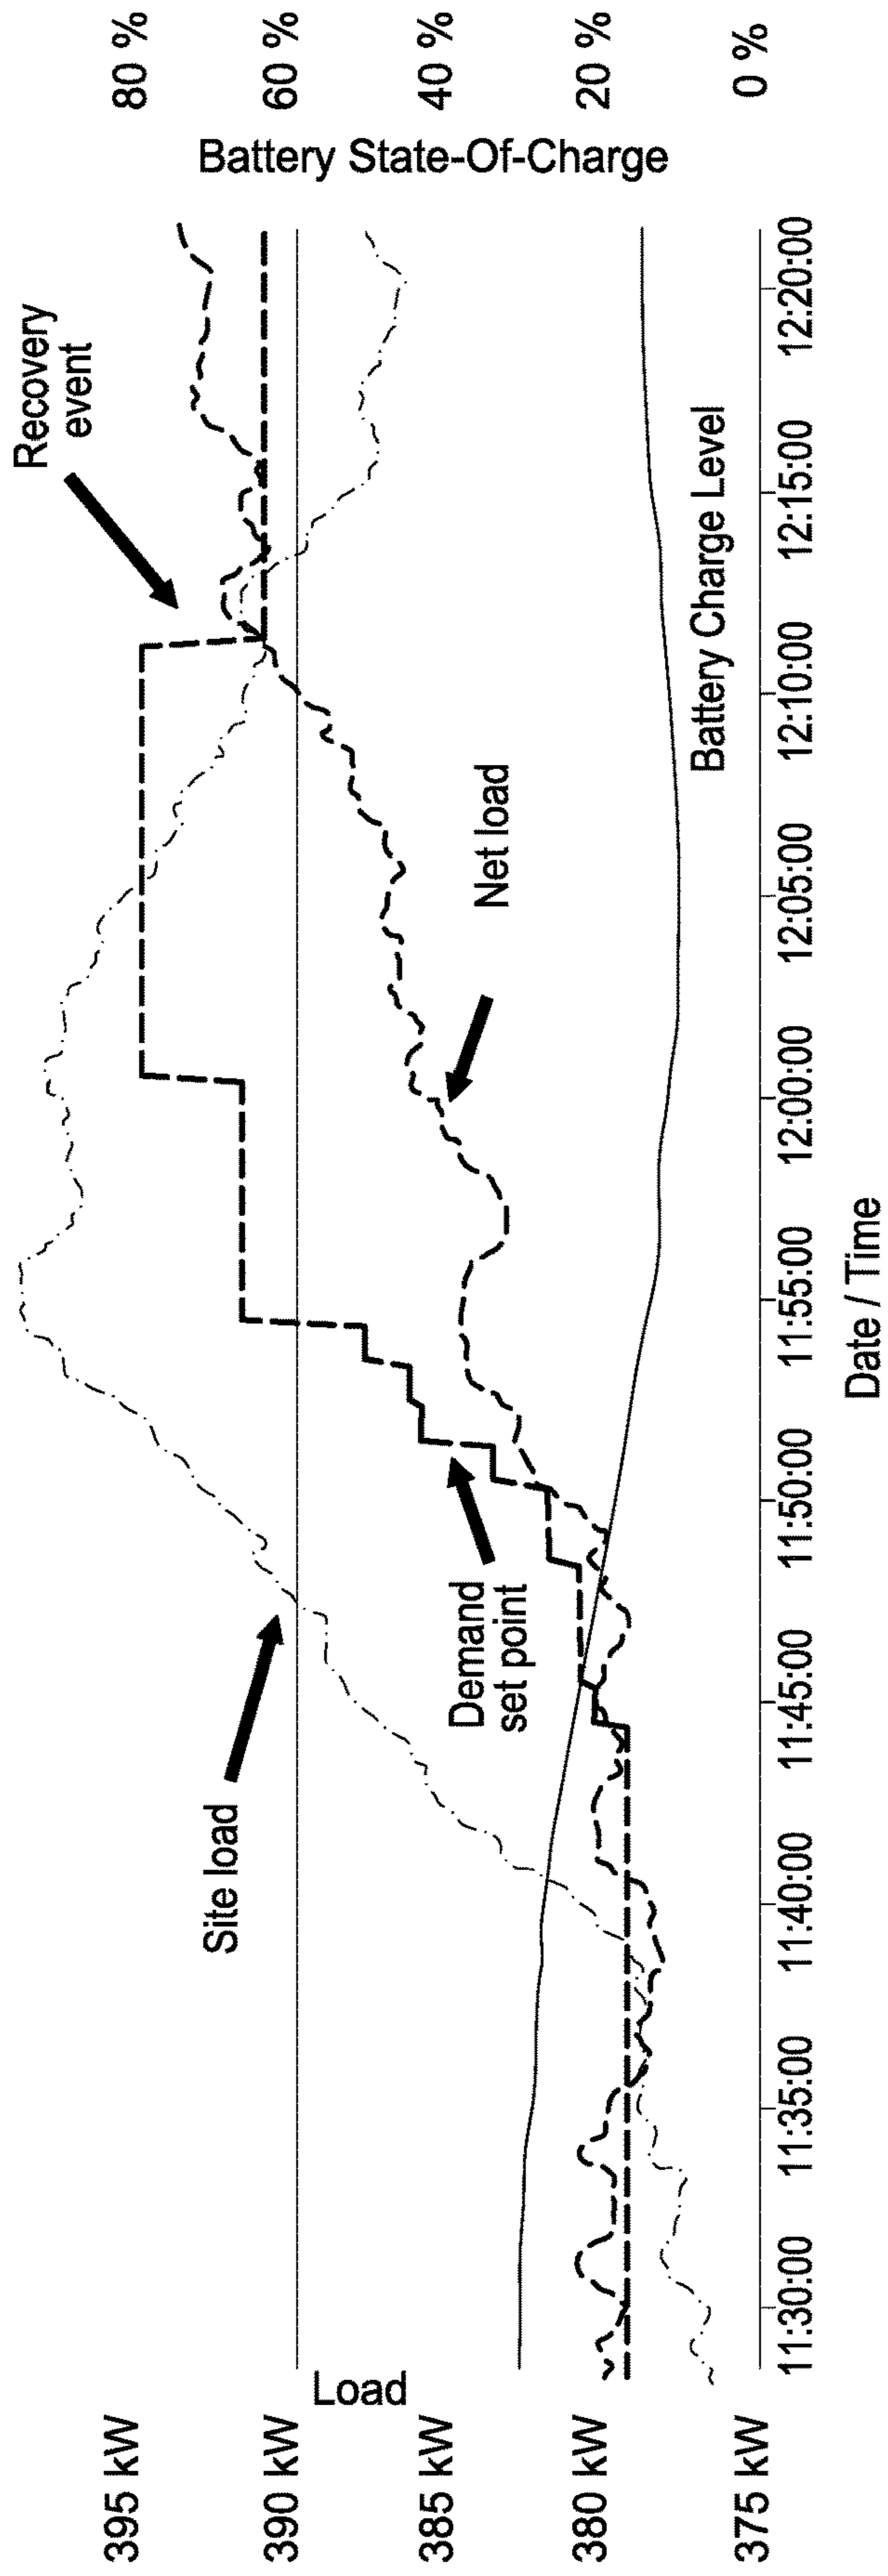 395 kW
390 kW
385 kW
380 kW
375 kW
Load
Site load
Demand
set point
Net load
Recovery
event
Battery Charge Level
80 %
60 %
40 %
20 %
0 %
Battery State-Of-Charge
11:30:00
11:35:00
11:40:00
11:45:00
11:50:00
11:55:00
12:00:00
12:05:00
12:10:00
12:15:00
12:20:00
Date / Time